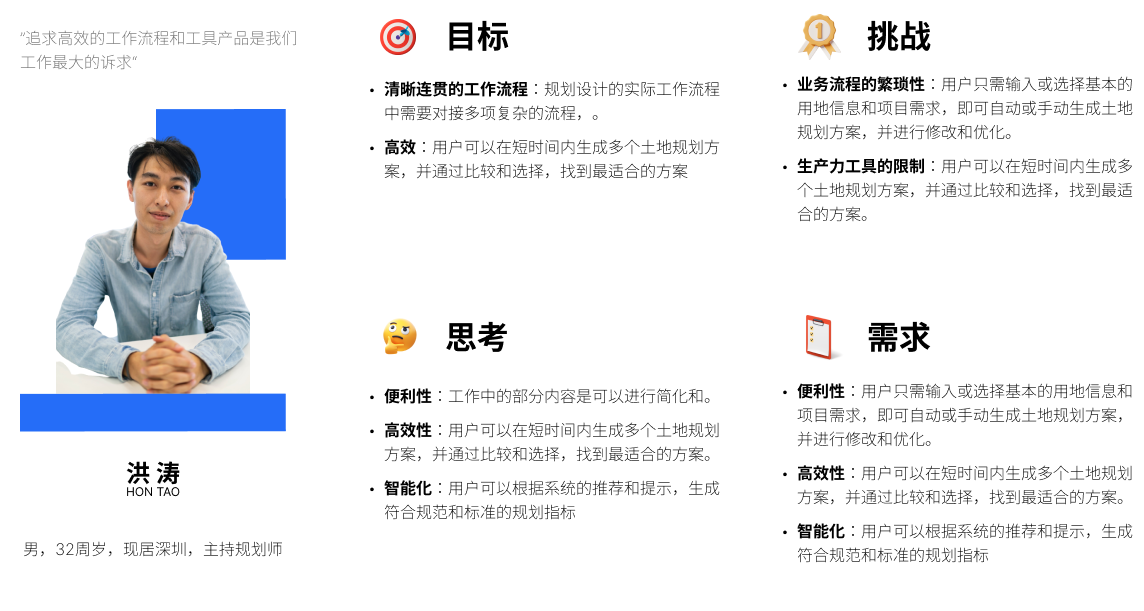 “追求高效的工作流程和工具产品是我们
工作最大的诉求“
洪 涛
HON TAO
男，32周岁，现居深圳，主持规划师
目标
• 清晰连贯的工作流程：规划设计的实际工作流程
中需要对接多项复杂的流程，。
• 高效：用户可以在短时间内生成多个土地规划方
案，并通过比较和选择，找到最适合的方案
1
挑战
• 业务流程的繁琐性：用户只需输入或选择基本的
用地信息和项目需求，即可自动或手动生成土地
规划方案，并进行修改和优化。
• 生产力工具的限制：用户可以在短时间内生成多
个土地规划方案，并通过比较和选择，找到最适
合的方案。
思考
• 便利性：工作中的部分内容是可以进行简化和。
• 高效性：用户可以在短时间内生成多个土地规划
方案，并通过比较和选择，找到最适合的方案。
• 智能化：用户可以根据系统的推荐和提示，生成
符合规范和标准的规划指标
需求
• 便利性：用户只需输入或选择基本的用地信息和
项目需求，即可自动或手动生成土地规划方案，
并进行修改和优化。
• 高效性：用户可以在短时间内生成多个土地规划
方案，并通过比较和选择，找到最适合的方案。
• 智能化：用户可以根据系统的推荐和提示，生成
符合规范和标准的规划指标